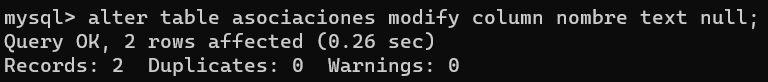 mysql> alter table asociaciones modify column nombre text null;
Query OK, 2 rows affected (0.26 sec)
Records: 2  Duplicates: 0  Warnings: 0